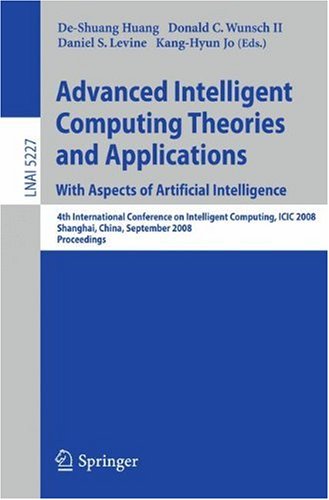 De-Shuang Huang Donald C. Wunsch II
Daniel S. Levine Kang-Hyun Jo (Eds.)
LNAI 5227
Advanced Intelligent
Computing Theories
and Applications
With Aspects of Artificial Intelligence
4th International Conference on Intelligent Computing, ICIC 2008
Shanghai, China, September 2008
Proceedings
Springer